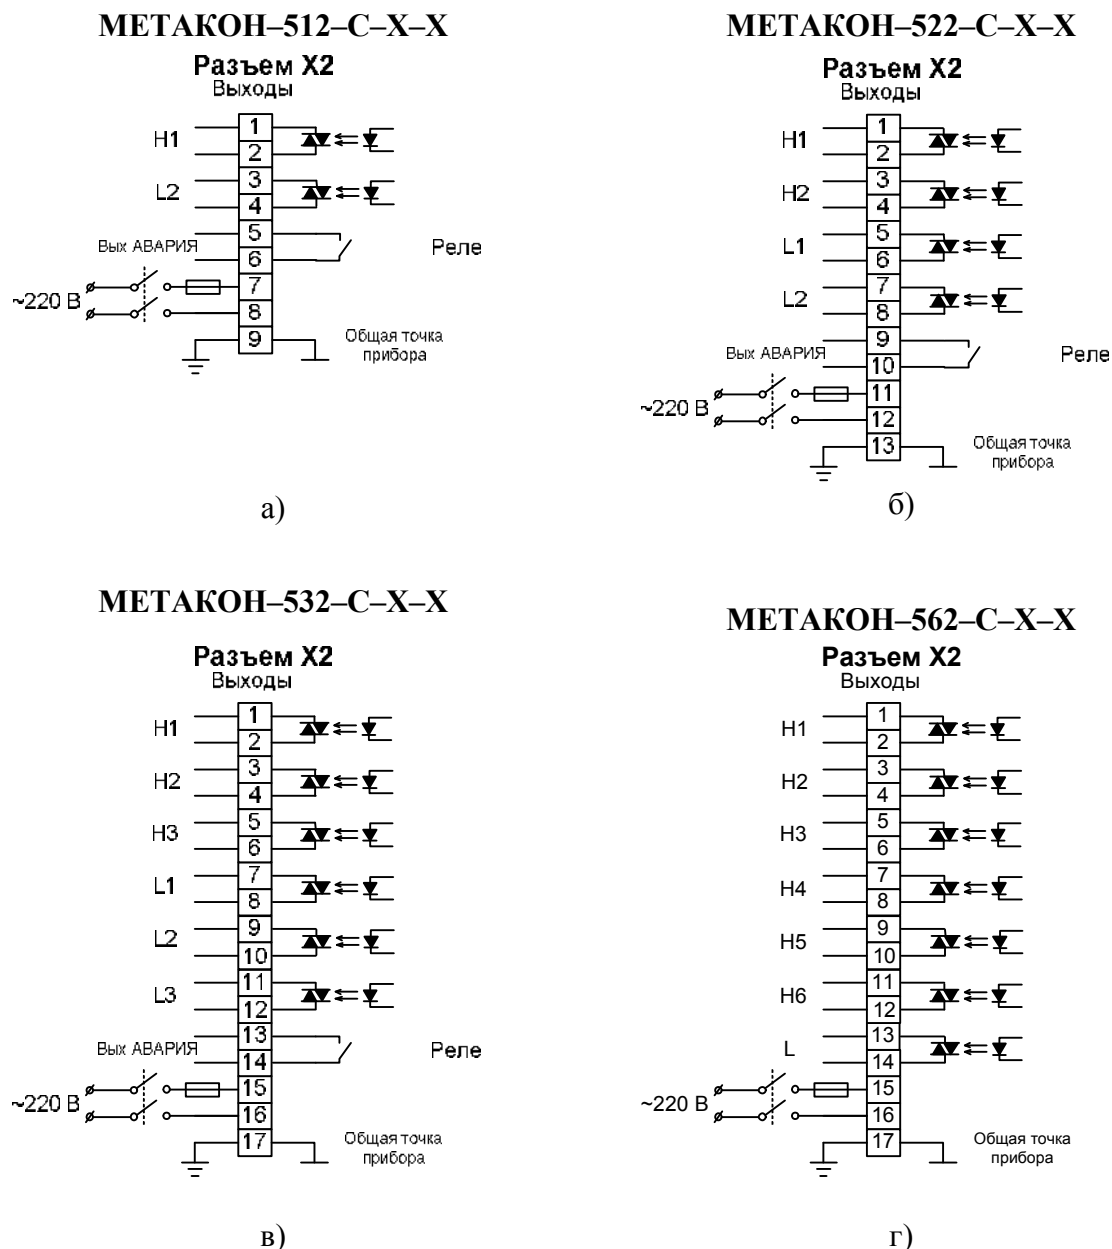 МЕТАКОН–512–С–Х–Х
Разъем X2
Выходы
H1
1
2
L2
3
4
5
Вых АВАРИЯ
6
Реле
7
~220 В
8
9
Общая точка
прибора
а)
МЕТАКОН–522–С–Х–Х
Разъем X2
Выходы
H1
1
2
H2
3
4
L1
5
6
L2
7
8
9
Вых АВАРИЯ
10
Реле
11
~220 В
12
13
Общая точка
прибора
б)
МЕТАКОН–532–С–Х–Х
Разъем X2
Выходы
H1
1
2
H2
3
4
H3
5
6
L1
7
8
L2
9
10
L3
11
12
13
Вых АВАРИЯ
14
Реле
15
~220 В
16
17
Общая точка
прибора
в)
МЕТАКОН–562–С–Х–Х
Разъем X2
Выходы
H1
1
2
H2
3
4
H3
5
6
H4
7
8
H5
9
10
H6
11
12
L
13
14
15
~220 В
16
17
Общая точка
прибора
г)